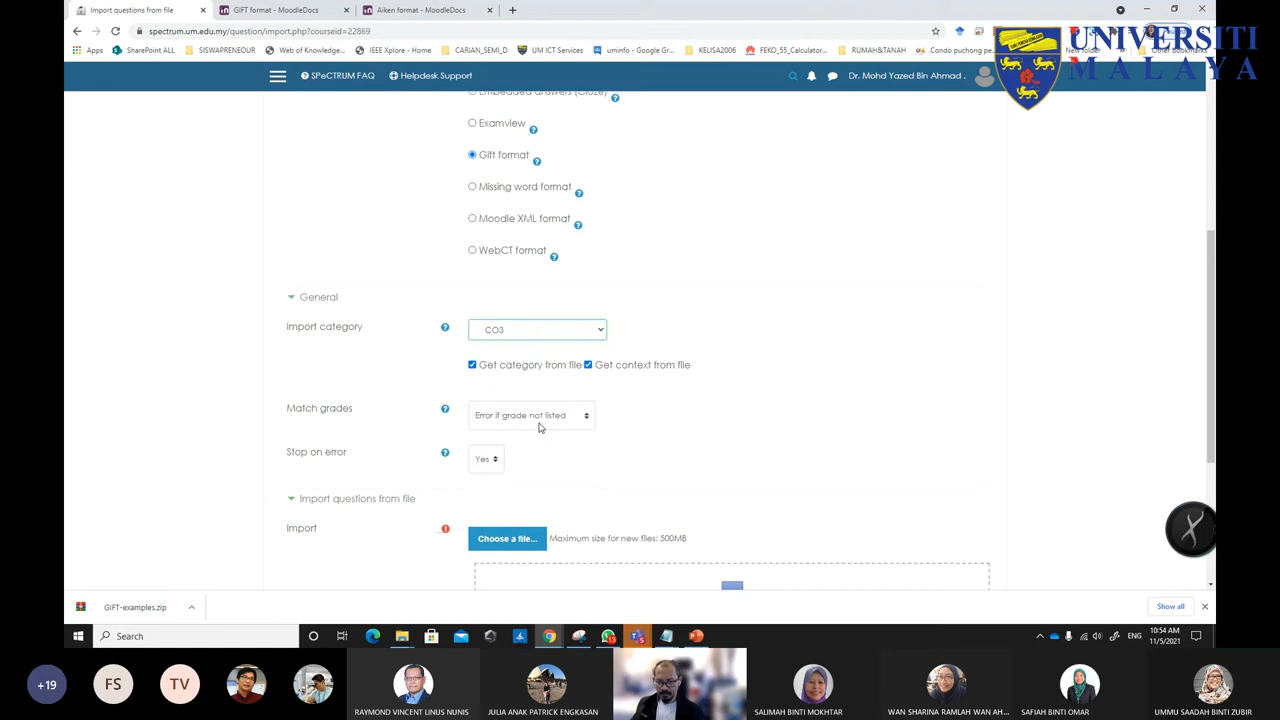 Import questions from file
GIFT format - MoodleDocs
Aiken format - MoodleDocs
spectrum.um.edu.my/question/import.php?courseid=22869
Apps
SharePoint ALL
SISWAPRENEUR
Web of Knowledge...
IEEE Xplore - Home
CARIAN_SEMI_D
UM ICT Services
uminfo - Google Gr...
KELISA2006
FEKO_55_Calculator...
RUMAH&TANAH
Condo puchong pe...
UNIVERSITI
MALAYA
SPeCTRUM FAQ
Helpdesk Support
Dr. Mohd Yazed Bin Ahmad .
Embedded answers (Cloze)
Examview
Gift format
Missing word format
Moodle XML format
WebCT format
General
Import category
CO3
Get category from file
Get context from file
Match grades
Error if grade not listed
Stop on error
Yes
Import questions from file
Import
Choose a file...
Maximum size for new files: 500MB
GIFT-examples.zip
Show all
Search
ENG
10:54 AM
11/5/2021
+19
FS
TV
RAYMOND VINCENT LINUS NUNIS
JULIA ANAK PATRICK ENGKASAN
SALIMAH BINTI MOKHTAR
WAN SHARINA RAMLAH WAN AH...
SAFIAH BINTI OMAR
UMMU SAADAH BINTI ZUBIR